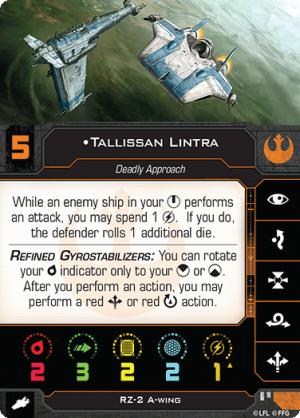 5
•Tallissan Lintra
Deadly Approach
While an enemy ship in your performs
an attack, you may spend 1 . If you do,
the defender rolls 1 additional die.
Refined Gyrostabilizers: You can rotate
your indicator only to your or .
After you perform an action, you may
perform a red or red action.
2 3 2 2 1
RZ-2 A-wing
©LFL ©FFG